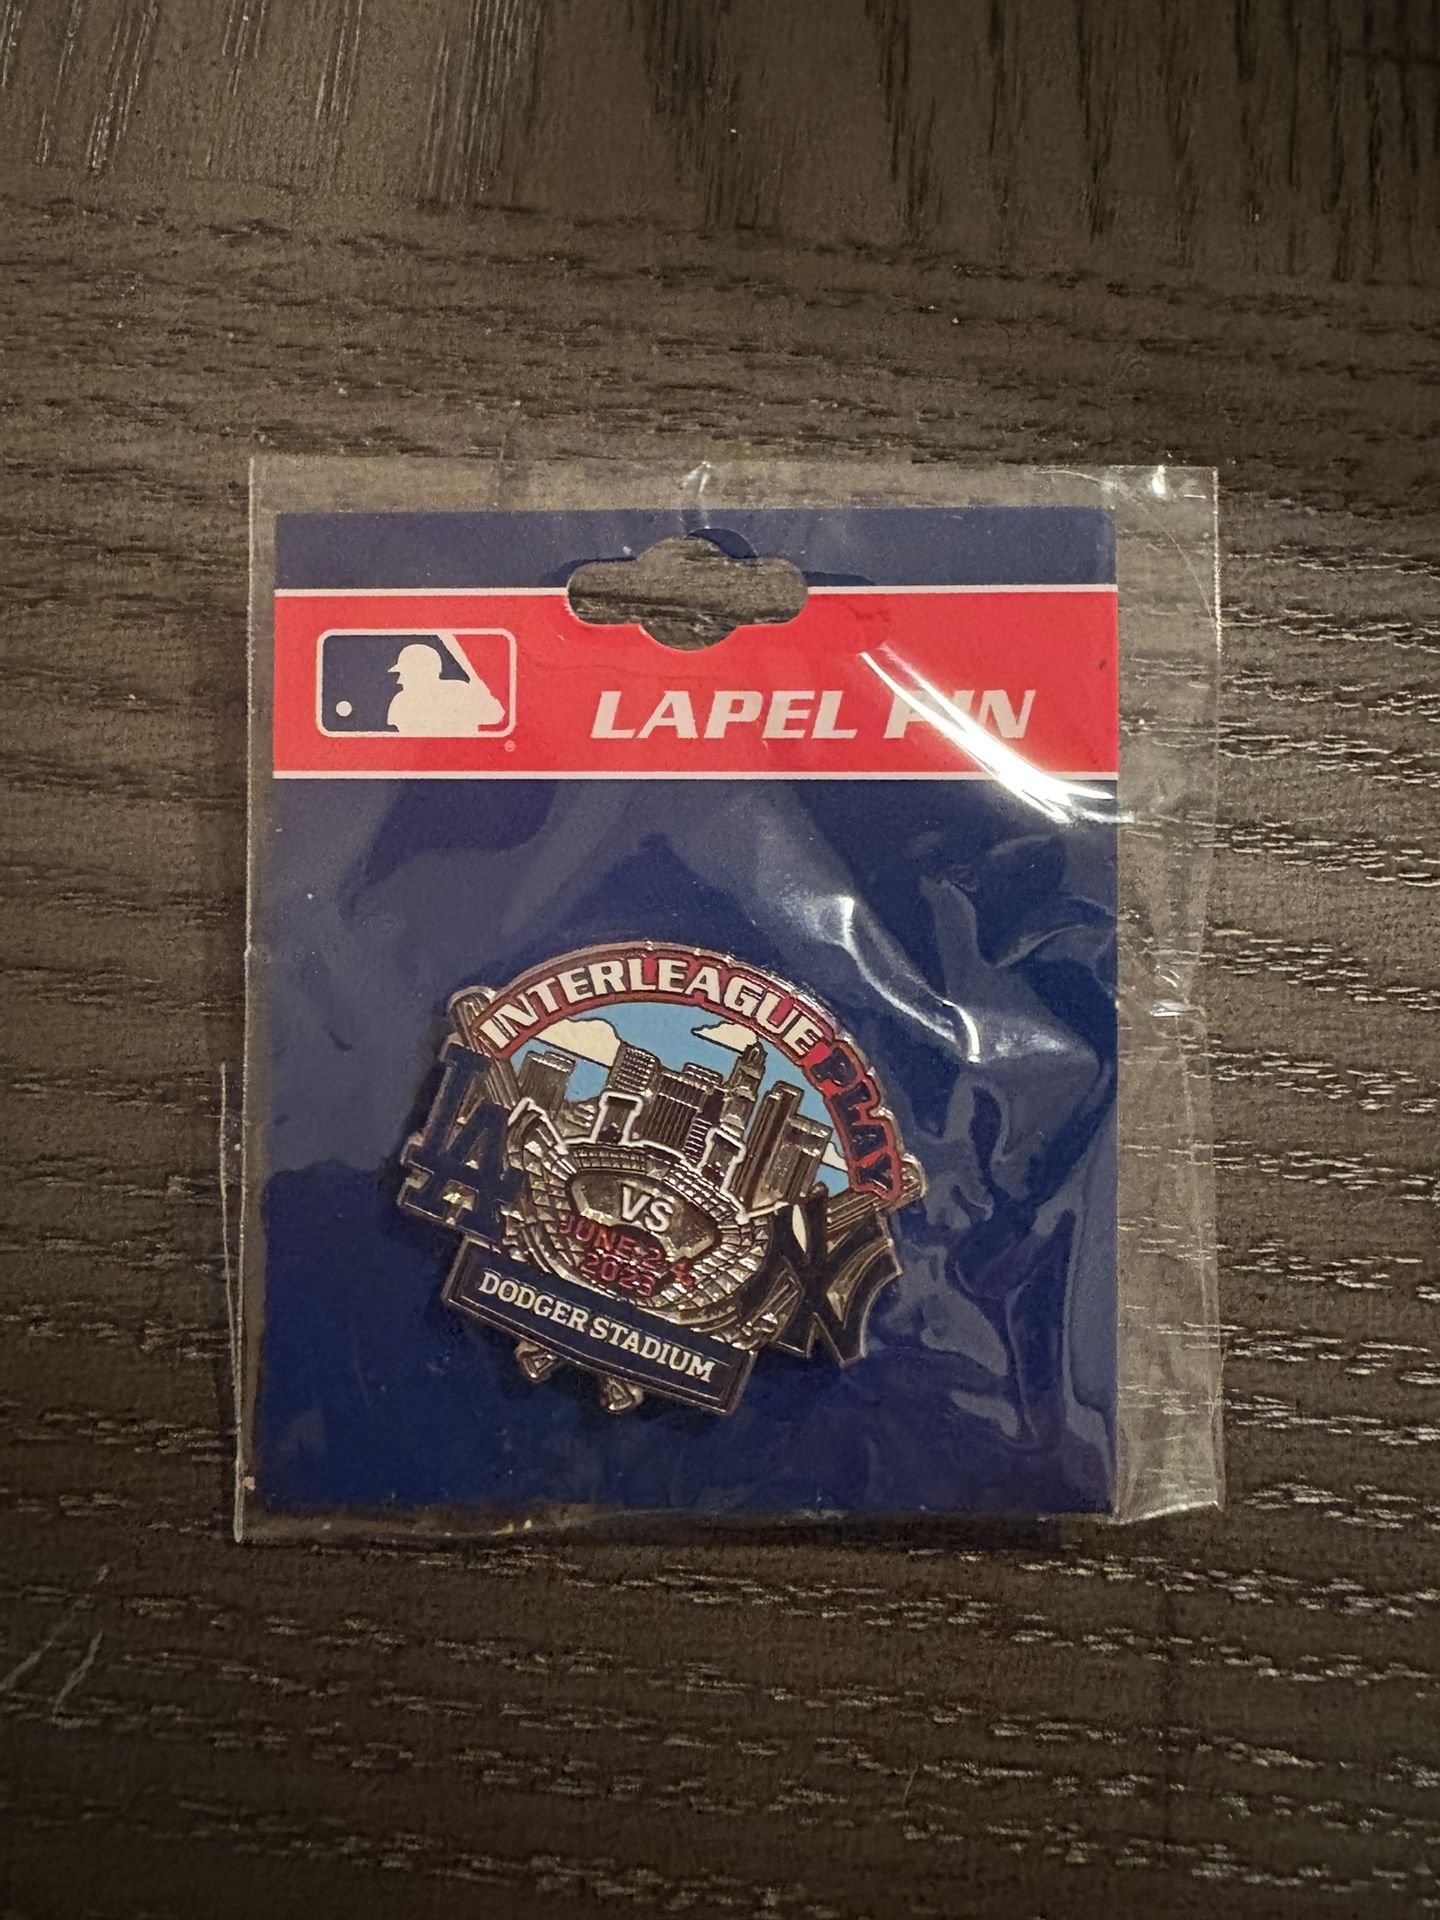 LAPEL PIN
INTERLEAGUE PLAY
LA
VS
NY
JUNE 2-4
2023
DODGER STADIUM